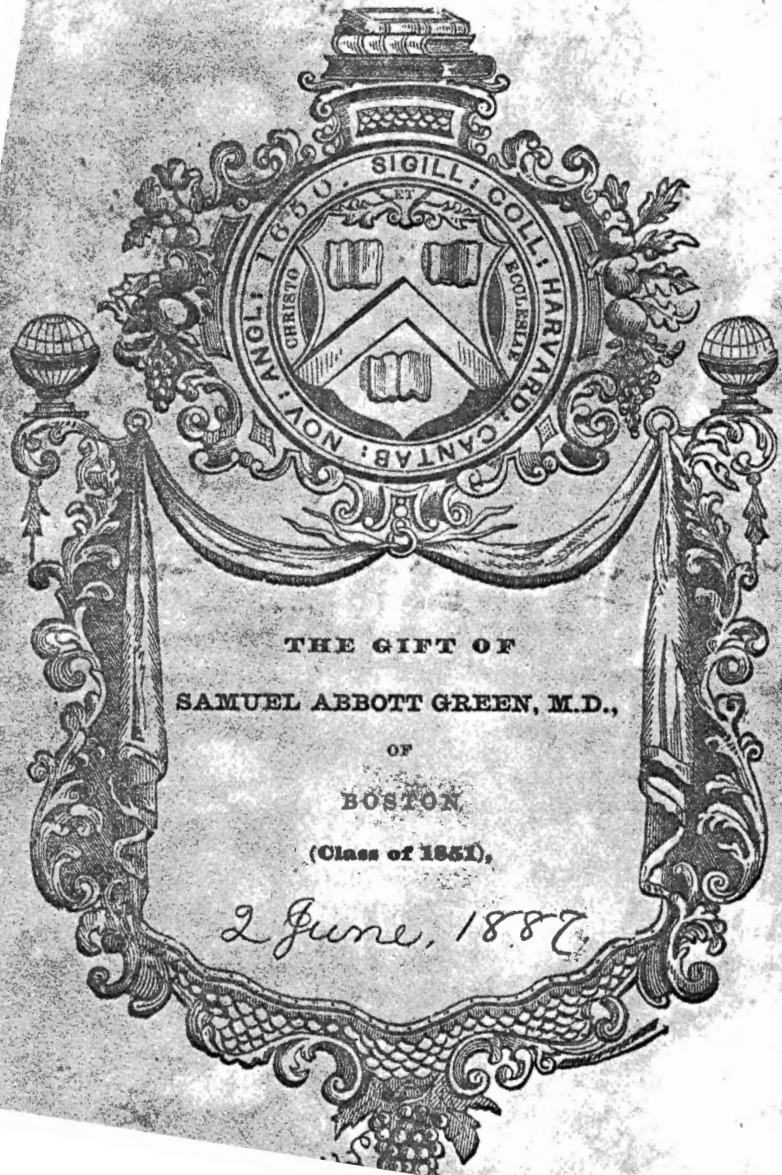 SIGILL: COLL: HARVARD: CANTAB: NOV: ANGL: 1650.
CHRISTO
ET
ECCLESIAE
THE GIFT OF
SAMUEL ABBOTT GREEN, M.D.,
OF
BOSTON
(Class of 1851),
2 June, 1887.